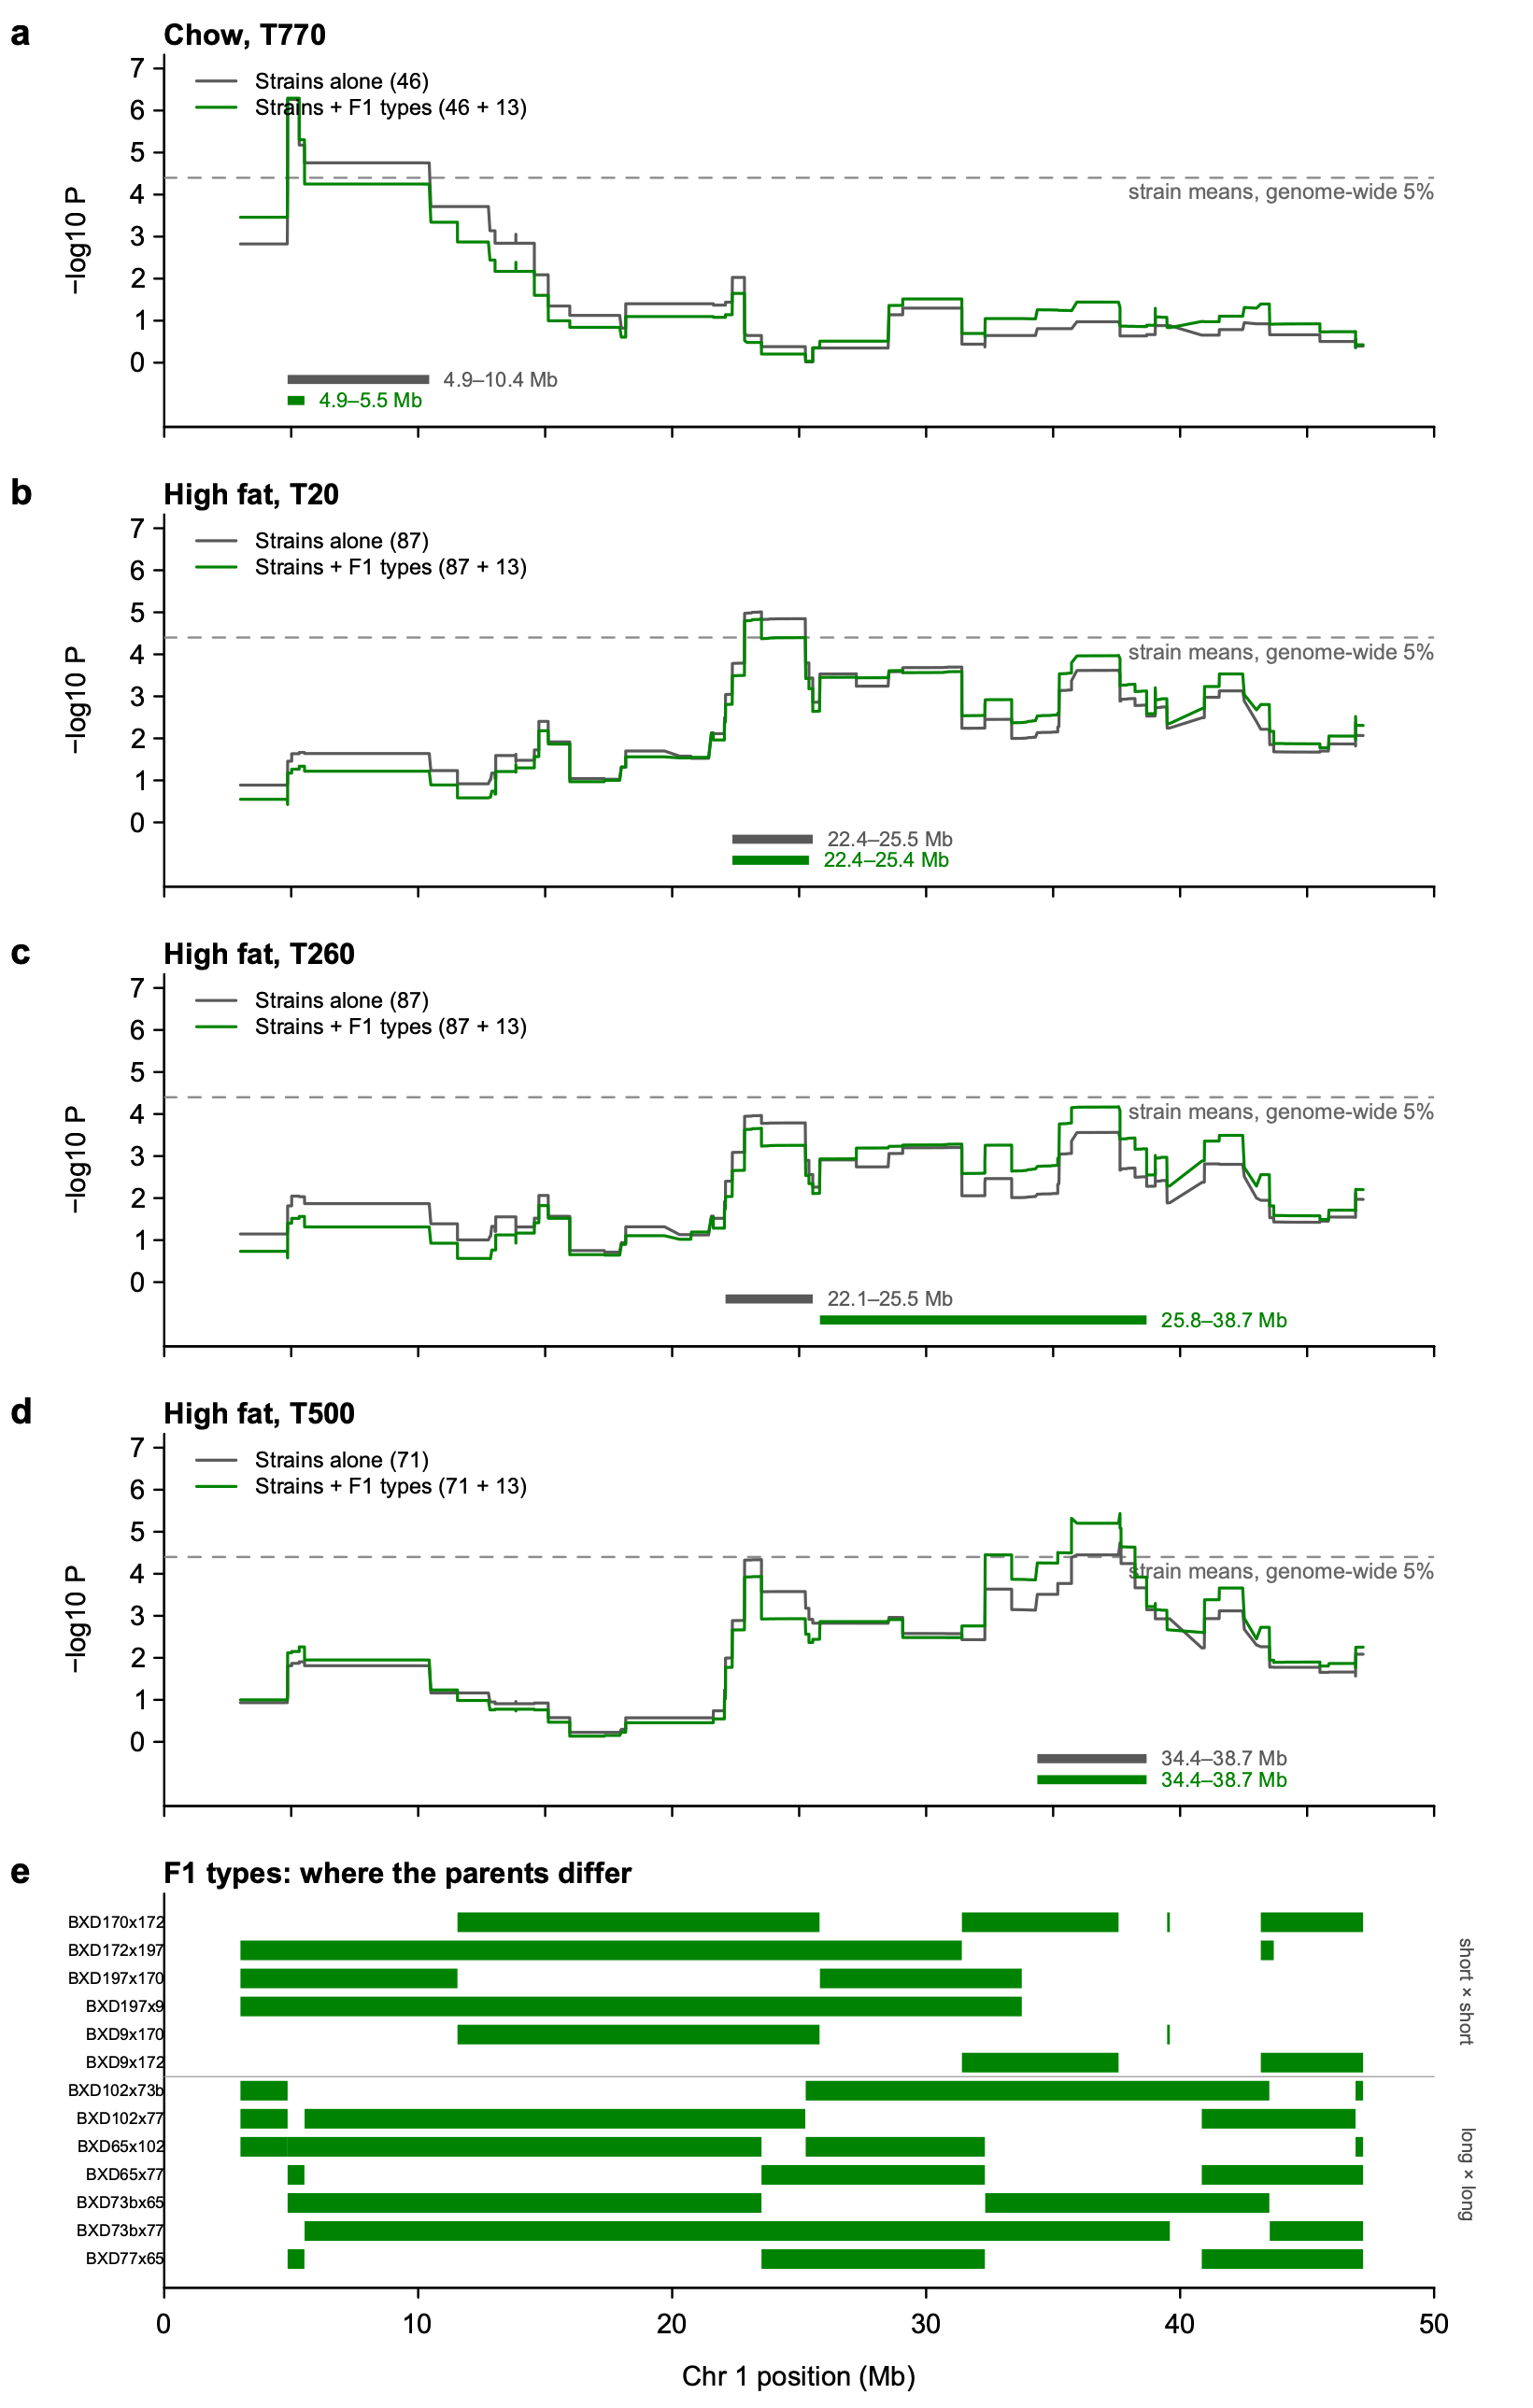 a
Chow, T770
7
6
5
4
3
2
1
0
−log10 P
Strains alone (46)
Strains + F1 types (46 + 13)
strain means, genome-wide 5%
4.9–10.4 Mb
4.9–5.5 Mb
b
High fat, T20
7
6
5
4
3
2
1
0
−log10 P
Strains alone (87)
Strains + F1 types (87 + 13)
strain means, genome-wide 5%
22.4–25.5 Mb
22.4–25.4 Mb
c
High fat, T260
7
6
5
4
3
2
1
0
−log10 P
Strains alone (87)
Strains + F1 types (87 + 13)
strain means, genome-wide 5%
22.1–25.5 Mb
25.8–38.7 Mb
d
High fat, T500
7
6
5
4
3
2
1
0
−log10 P
Strains alone (71)
Strains + F1 types (71 + 13)
strain means, genome-wide 5%
34.4–38.7 Mb
34.4–38.7 Mb
e
F1 types: where the parents differ
BXD170x172
BXD172x197
BXD197x170
BXD197x9
BXD9x170
BXD9x172
BXD102x73b
BXD102x77
BXD65x102
BXD65x77
BXD73bx65
BXD73bx77
BXD77x65
short × short
long × long
0 10 20 30 40 50
Chr 1 position (Mb)